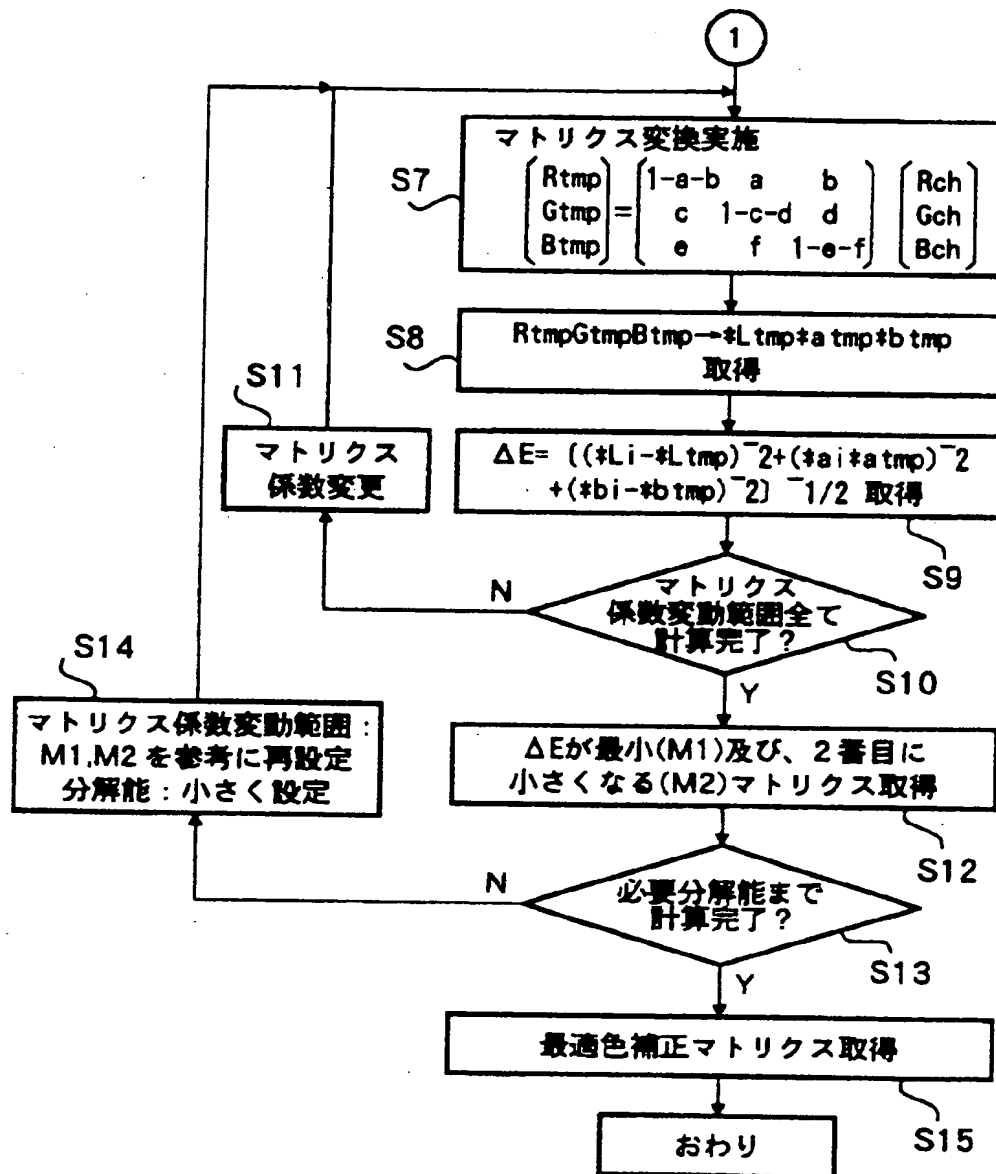 1
マトリクス変換実施
S7
Rtmp 1-a-b a b Rch
Gtmp = c 1-c-d d Gch
Btmp e f 1-e-f Bch
S8
RtmpGtmpBtmp→*Ltmp*atmp*btmp
取得
S11
マトリクス
係数変更
ΔE= [(*Li-*Ltmp)‾2+(*ai*atmp)‾2
+(*bi-*btmp)‾2] ‾1/2 取得
S9
N
マトリクス
係数変動範囲全て
計算完了?
S10
Y
S14
マトリクス係数変動範囲:
M1,M2を参考に再設定
分解能:小さく設定
ΔEが最小(M1)及び、2番目に
小さくなる(M2)マトリクス取得
S12
N
必要分解能まで
計算完了?
S13
Y
最適色補正マトリクス取得
S15
おわり